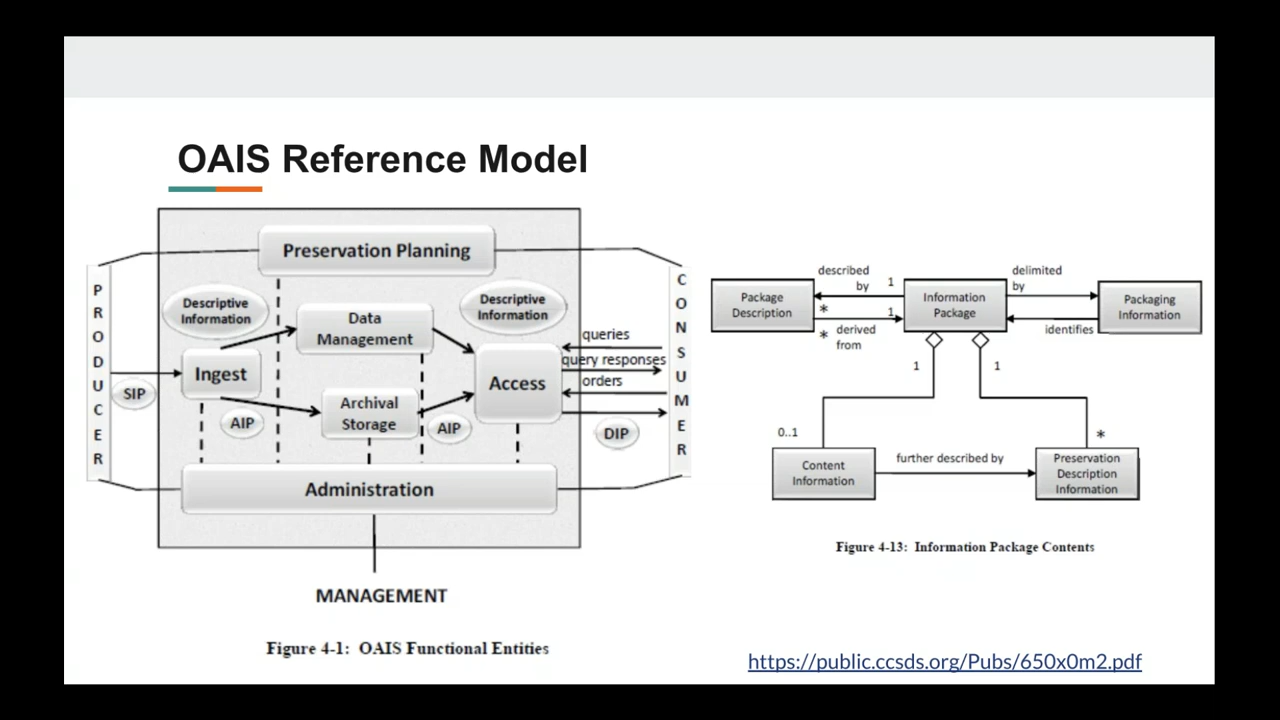 OAIS Reference Model
Preservation Planning
PRODUCER
Descriptive
Information
Descriptive
Information
Data
Management
Ingest
SIP
AIP
Archival
Storage
AIP
Access
queries
query responses
orders
DIP
CONSUMER
Administration
MANAGEMENT
Figure 4-1: OAIS Functional Entities
Package
Description
described
by
1
*
1
*
derived
from
Information
Package
delimited
by
identifies
Packaging
Information
1
1
0..1
*
Content
Information
further described by
Preservation
Description
Information
Figure 4-13: Information Package Contents
https://public.ccsds.org/Pubs/650x0m2.pdf